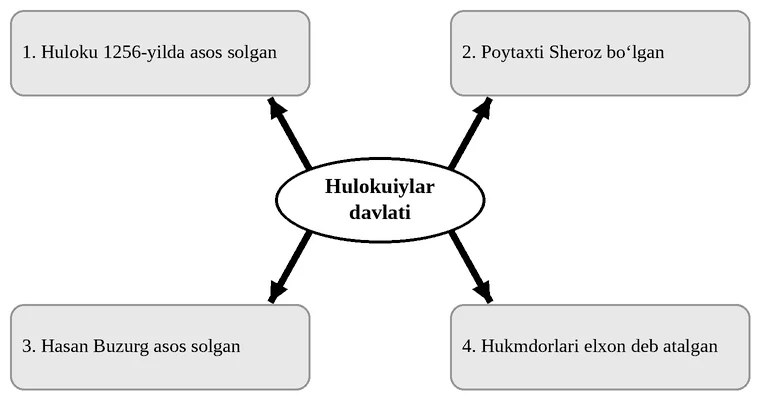 1. Huloku 1256-yilda asos solgan
2. Poytaxti Sheroz bo‘lgan
Hulokuiylar
davlati
3. Hasan Buzurg asos solgan
4. Hukmdorlari elxon deb atalgan